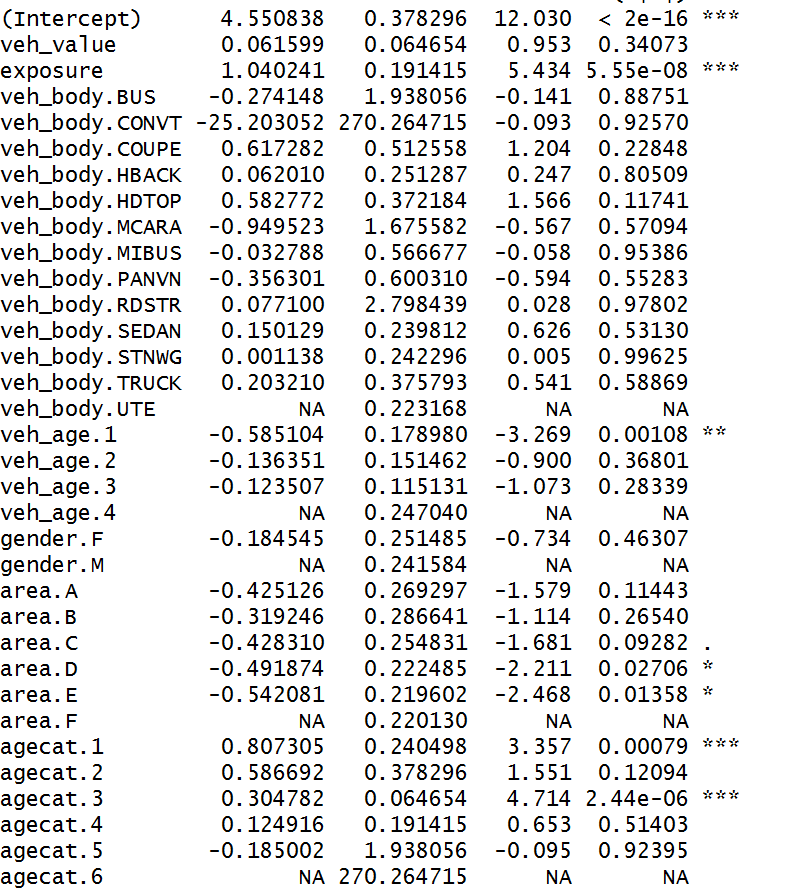 (Intercept) 4.550838 0.378296 12.030 < 2e-16 ***
veh_value 0.061599 0.064654 0.953 0.34073
exposure 1.040241 0.191415 5.434 5.55e-08 ***
veh_body.BUS -0.274148 1.938056 -0.141 0.88751
veh_body.CONVT -25.203052 270.264715 -0.093 0.92570
veh_body.COUPE 0.617282 0.512558 1.204 0.22848
veh_body.HBACK 0.062010 0.251287 0.247 0.80509
veh_body.HDTOP 0.582772 0.372184 1.566 0.11741
veh_body.MCARA -0.949523 1.675582 -0.567 0.57094
veh_body.MIBUS -0.032788 0.566677 -0.058 0.95386
veh_body.PANVN -0.356301 0.600310 -0.594 0.55283
veh_body.RDSTR 0.077100 2.798439 0.028 0.97802
veh_body.SEDAN 0.150129 0.239812 0.626 0.53130
veh_body.STNWG 0.001138 0.242296 0.005 0.99625
veh_body.TRUCK 0.203210 0.375793 0.541 0.58869
veh_body.UTE NA 0.223168 NA NA
veh_age.1 -0.585104 0.178980 -3.269 0.00108 **
veh_age.2 -0.136351 0.151462 -0.900 0.36801
veh_age.3 -0.123507 0.115131 -1.073 0.28339
veh_age.4 NA 0.247040 NA NA
gender.F -0.184545 0.251485 -0.734 0.46307
gender.M NA 0.241584 NA NA
area.A -0.425126 0.269297 -1.579 0.11443
area.B -0.319246 0.286641 -1.114 0.26540
area.C -0.428310 0.254831 -1.681 0.09282 .
area.D -0.491874 0.222485 -2.211 0.02706 *
area.E -0.542081 0.219602 -2.468 0.01358 *
area.F NA 0.220130 NA NA
agecat.1 0.807305 0.240498 3.357 0.00079 ***
agecat.2 0.586692 0.378296 1.551 0.12094
agecat.3 0.304782 0.064654 4.714 2.44e-06 ***
agecat.4 0.124916 0.191415 0.653 0.51403
agecat.5 -0.185002 1.938056 -0.095 0.92395
agecat.6 NA 270.264715 NA NA